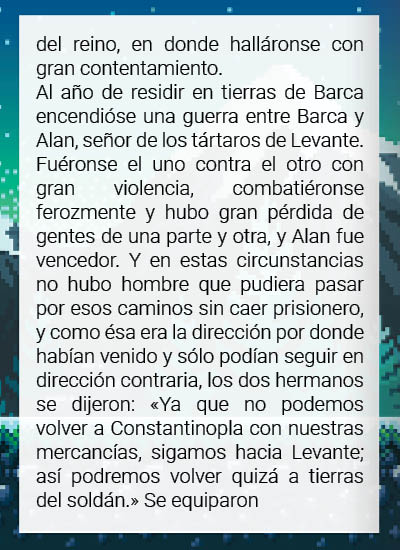 del reino, en donde halláronse con
gran contentamiento.
Al año de residir en tierras de Barca
encendióse una guerra entre Barca y
Alan, señor de los tártaros de Levante.
Fuéronse el uno contra el otro con
gran violencia, combatiéronse
ferozmente y hubo gran pérdida de
gentes de una parte y otra, y Alan fue
vencedor. Y en estas circunstancias
no hubo hombre que pudiera pasar
por esos caminos sin caer prisionero,
y como ésa era la dirección por donde
habían venido y sólo podían seguir en
dirección contraria, los dos hermanos
se dijeron: «Ya que no podemos
volver a Constantinopla con nuestras
mercancías, sigamos hacia Levante;
así podremos volver quizá a tierras
del soldán.» Se equiparon